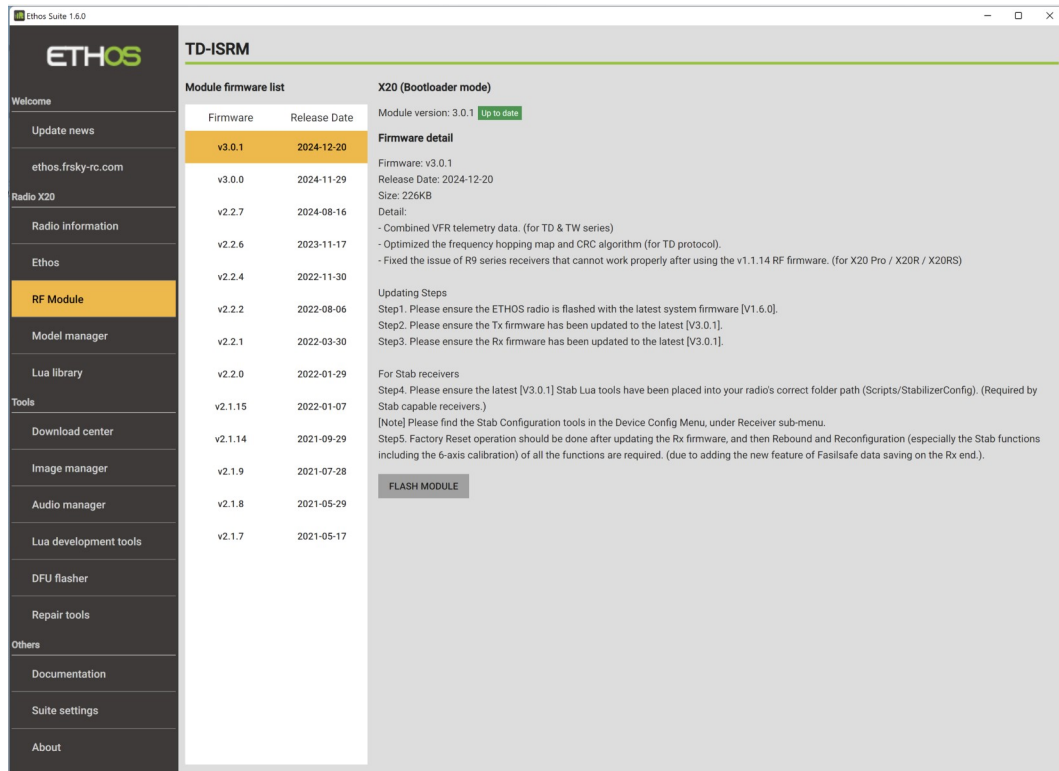 Ethos Suite 1.6.0
ETHOS
Welcome
Update news
ethos.frsky-rc.com
Radio X20
Radio information
Ethos
RF Module
Model manager
Lua library
Tools
Download center
Image manager
Audio manager
Lua development tools
DFU flasher
Repair tools
Others
Documentation
Suite settings
About
TD-ISRM
Module firmware list
Firmware Release Date
v3.0.1 2024-12-20
v3.0.0 2024-11-29
v2.2.7 2024-08-16
v2.2.6 2023-11-17
v2.2.4 2022-11-30
v2.2.2 2022-08-06
v2.2.1 2022-03-30
v2.2.0 2022-01-29
v2.1.15 2022-01-07
v2.1.14 2021-09-29
v2.1.9 2021-07-28
v2.1.8 2021-05-29
v2.1.7 2021-05-17
X20 (Bootloader mode)
Module version: 3.0.1 Up to date
Firmware detail
Firmware: v3.0.1
Release Date: 2024-12-20
Size: 226KB
Detail:
- Combined VFR telemetry data. (for TD & TW series)
- Optimized the frequency hopping map and CRC algorithm (for TD protocol).
- Fixed the issue of R9 series receivers that cannot work properly after using the v1.1.14 RF firmware. (for X20 Pro / X20R / X20RS)
Updating Steps
Step1. Please ensure the ETHOS radio is flashed with the latest system firmware [V1.6.0].
Step2. Please ensure the Tx firmware has been updated to the latest [V3.0.1].
Step3. Please ensure the Rx firmware has been updated to the latest [V3.0.1].
For Stab receivers
Step4. Please ensure the latest [V3.0.1] Stab Lua tools have been placed into your radio's correct folder path (Scripts/StabilizerConfig). (Required by
Stab capable receivers.)
[Note] Please find the Stab Configuration tools in the Device Config Menu, under Receiver sub-menu.
Step5. Factory Reset operation should be done after updating the Rx firmware, and then Rebound and Reconfiguration (especially the Stab functions
including the 6-axis calibration) of all the functions are required. (due to adding the new feature of Fasilsafe data saving on the Rx end.).
FLASH MODULE